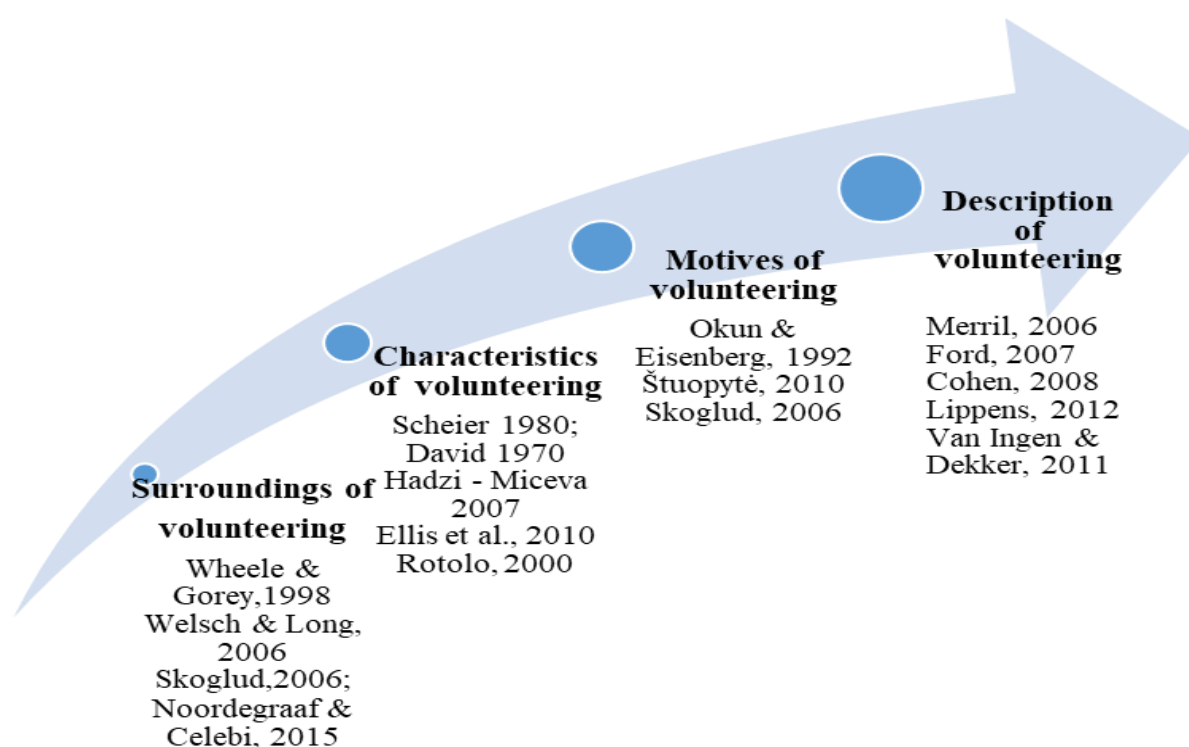 Surroundings of
volunteering
Wheele &
Gorey,1998
Welsch & Long,
2006
Skoglud,2006;
Noordegraaf &
Celebi, 2015
Characteristics
of volunteering
Scheier 1980;
David 1970
Hadzi - Miceva
2007
Ellis et al., 2010
Rotolo, 2000
Motives of
volunteering
Okun &
Eisenberg, 1992
Štuopytė, 2010
Skoglud, 2006
Description
of
volunteering
Merril, 2006
Ford, 2007
Cohen, 2008
Lippens, 2012
Van Ingen &
Dekker, 2011